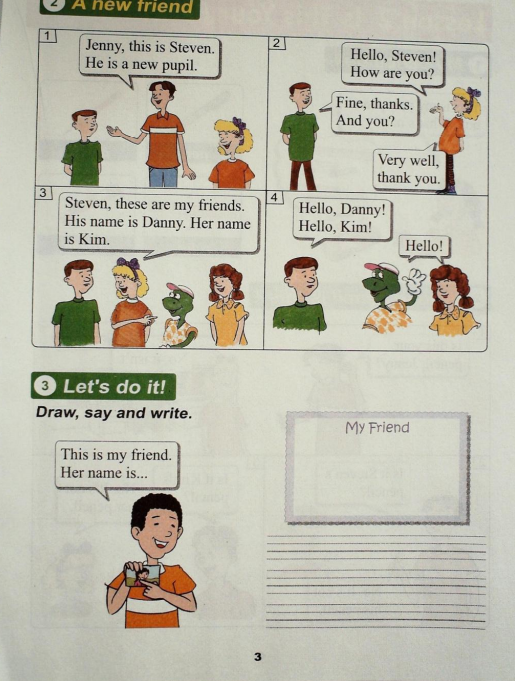 2 A new friend
1
Jenny, this is Steven.
He is a new pupil.
2
Hello, Steven!
How are you?
Fine, thanks.
And you?
Very well,
thank you.
3
Steven, these are my friends.
His name is Danny. Her name
is Kim.
4
Hello, Danny!
Hello, Kim!
Hello!
3 Let's do it!
Draw, say and write.
This is my friend.
Her name is...
My Friend
3